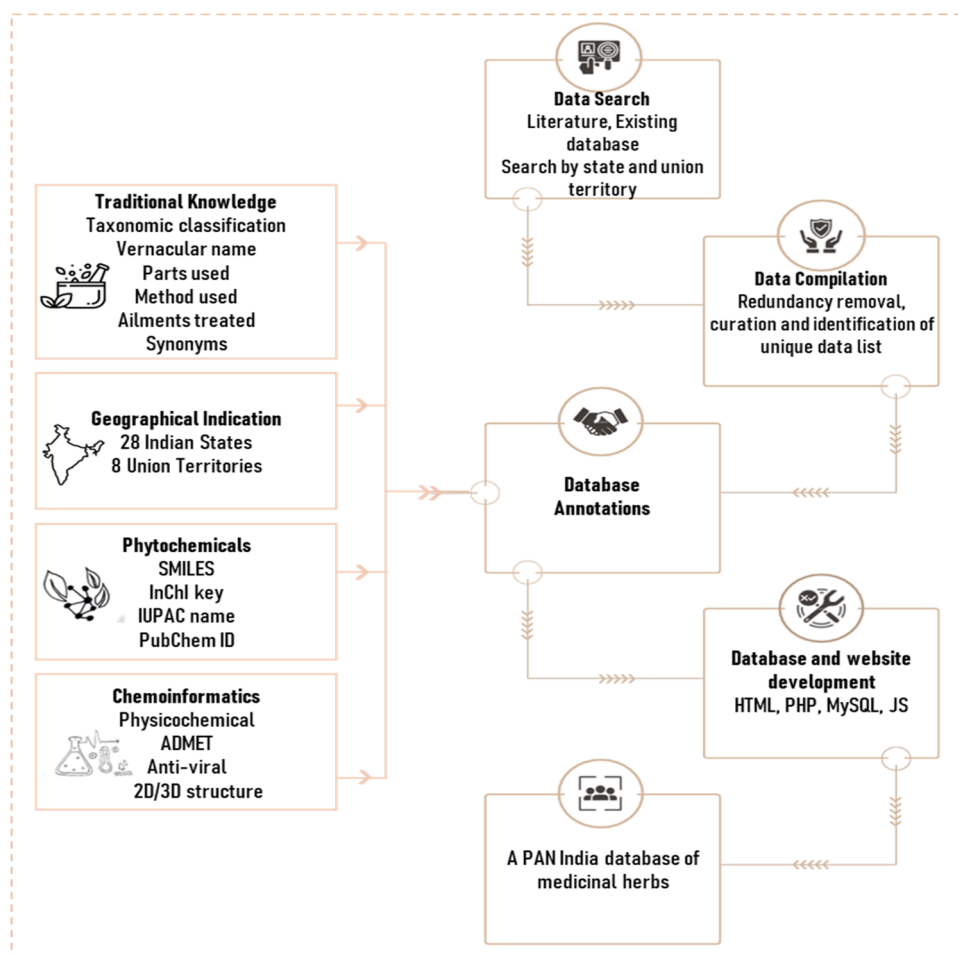 Data Search
Literature, Existing
database
Search by state and union
territory
Traditional Knowledge
Taxonomic classification
Vernacular name
Parts used
Method used
Ailments treated
Synonyms
Data Compilation
Redundancy removal,
curation and identification of
unique data list
Geographical Indication
28 Indian States
8 Union Territories
Database
Annotations
Phytochemicals
SMILES
InChI key
IUPAC name
PubChem ID
Database and website
development
HTML, PHP, MySQL, JS
Chemoinformatics
Physicochemical
ADMET
Anti-viral
2D/3D structure
A PAN India database of
medicinal herbs